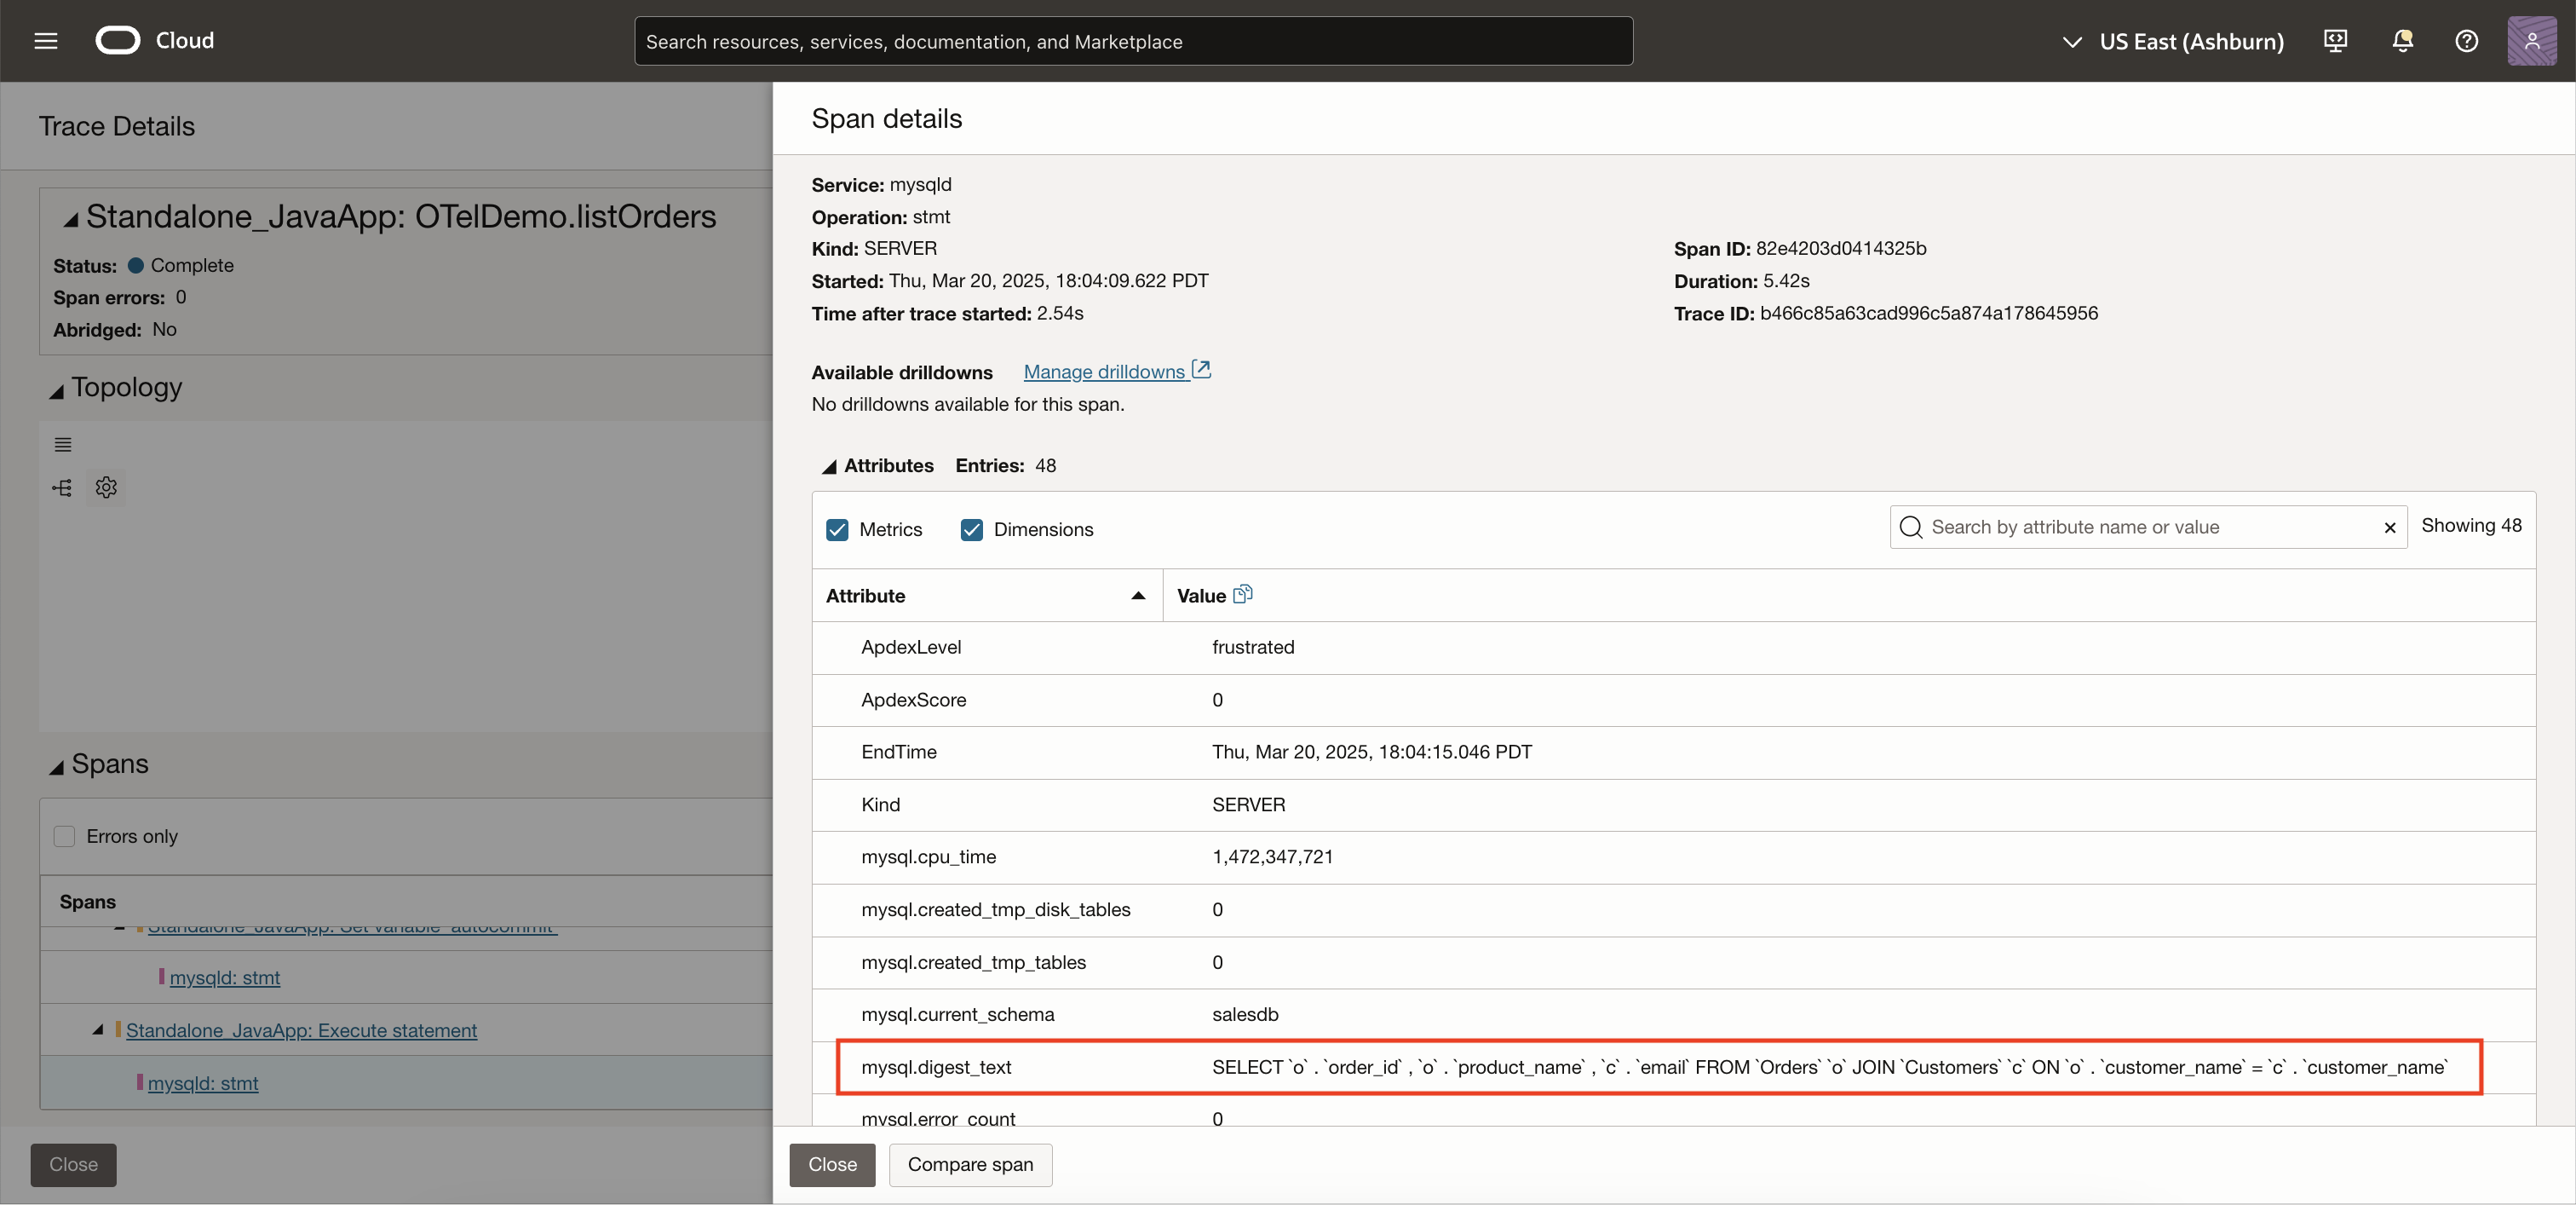 Cloud
Search resources, services, documentation, and Marketplace
US East (Ashburn)
Trace Details
Standalone_JavaApp: OTelDemo.listOrders
Status: Complete
Span errors: 0
Abridged: No
Topology
Spans
Errors only
Spans
Standalone_JavaApp: Set variable 'autocommit'
mysqld: stmt
Standalone_JavaApp: Execute statement
mysqld: stmt
Close
Span details
Service: mysqld
Operation: stmt
Kind: SERVER
Span ID: 82e4203d0414325b
Started: Thu, Mar 20, 2025, 18:04:09.622 PDT
Duration: 5.42s
Time after trace started: 2.54s
Trace ID: b466c85a63cad996c5a874a178645956
Available drilldowns Manage drilldowns
No drilldowns available for this span.
Attributes Entries: 48
Metrics Dimensions
Search by attribute name or value
Showing 48
Attribute Value
ApdexLevel frustrated
ApdexScore 0
EndTime Thu, Mar 20, 2025, 18:04:15.046 PDT
Kind SERVER
mysql.cpu_time 1,472,347,721
mysql.created_tmp_disk_tables 0
mysql.created_tmp_tables 0
mysql.current_schema salesdb
mysql.digest_text SELECT `o` . `order_id` , `o` . `product_name` , `c` . `email` FROM `Orders` `o` JOIN `Customers` `c` ON `o` . `customer_name` = `c` . `customer_name`
mysql.error_count 0
Close Compare span